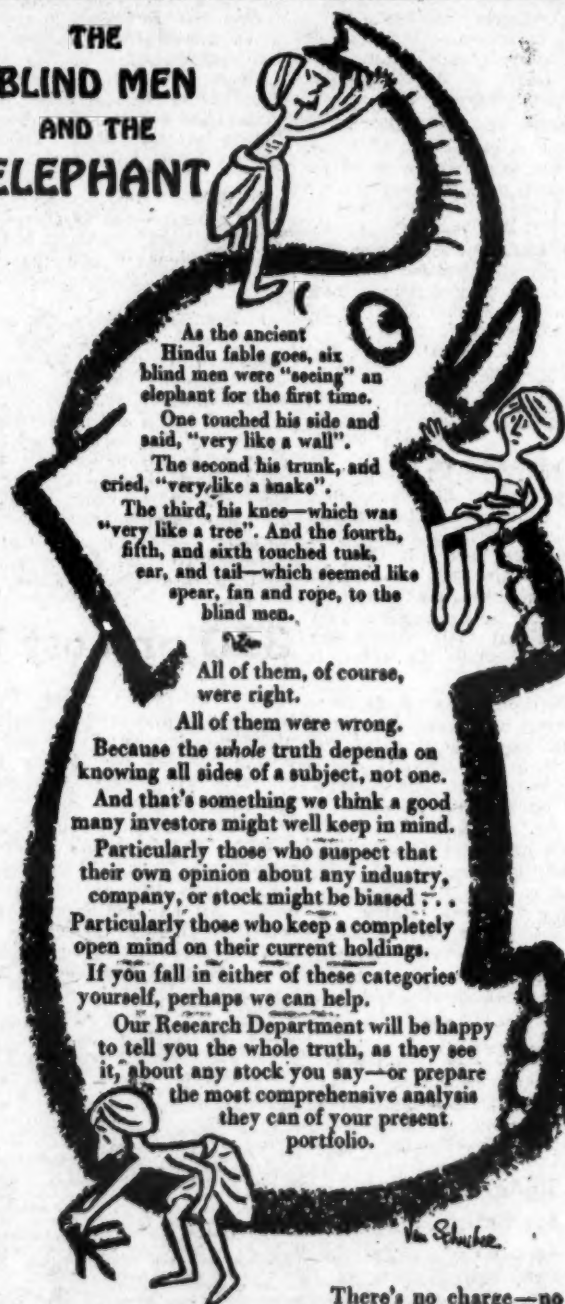 THE
BLIND MEN
AND THE
ELEPHANT
As the ancient
Hindu fable goes, six
blind men were "seeing" an
elephant for the first time.
One touched his side and
said, "very like a wall".
The second his trunk, and
cried, "very like a snake".
The third, his knee—which was
"very like a tree". And the fourth,
fifth, and sixth touched tusk,
ear, and tail—which seemed like
spear, fan and rope, to the
blind men.
All of them, of course,
were right.
All of them were wrong.
Because the whole truth depends on
knowing all sides of a subject, not one.
And that's something we think a good
many investors might well keep in mind.
Particularly those who suspect that
their own opinion about any industry,
company, or stock might be biased . . .
Particularly those who keep a completely
open mind on their current holdings.
If you fall in either of these categories
yourself, perhaps we can help.
Our Research Department will be happy
to tell you the whole truth, as they see
it, about any stock you say—or prepare
the most comprehensive analysis
they can of your present
portfolio.
There's no charge—no